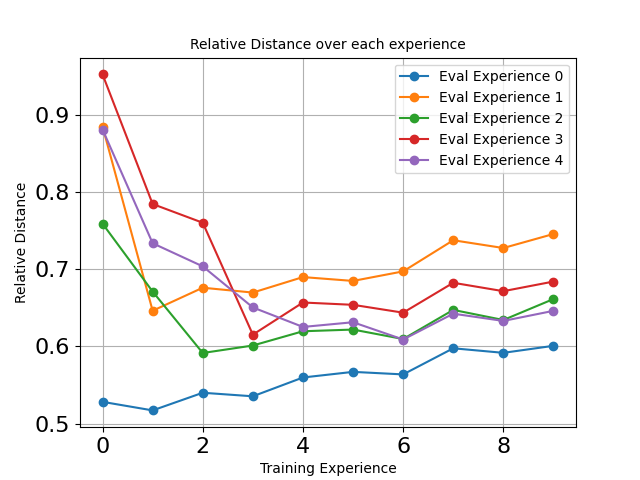 Relative Distance over each experience
Eval Experience 0
Eval Experience 1
Eval Experience 2
Eval Experience 3
Eval Experience 4
Relative Distance
0.9
0.8
0.7
0.6
0.5
0 2 4 6 8
Training Experience